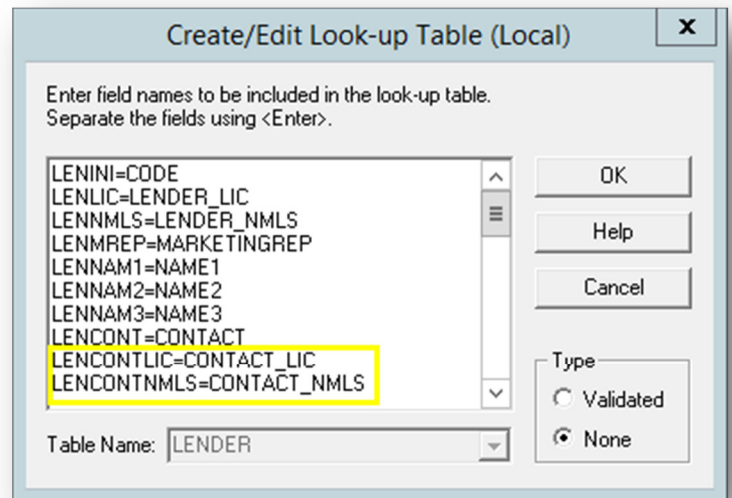 Create/Edit Look-up Table (Local)
x
Enter field names to be included in the look-up table.
Separate the fields using <Enter>.
LENINI=CODE
LENLIC=LENDER_LIC
LENNMLS=LENDER_NMLS
LENMREP=MARKETINGREP
LENNAM1=NAME1
LENNAM2=NAME2
LENNAM3=NAME3
LENCONT=CONTACT
LENCONTLIC=CONTACT_LIC
LENCONTNMLS=CONTACT_NMLS
OK
Help
Cancel
Type
Validated
None
Table Name: LENDER